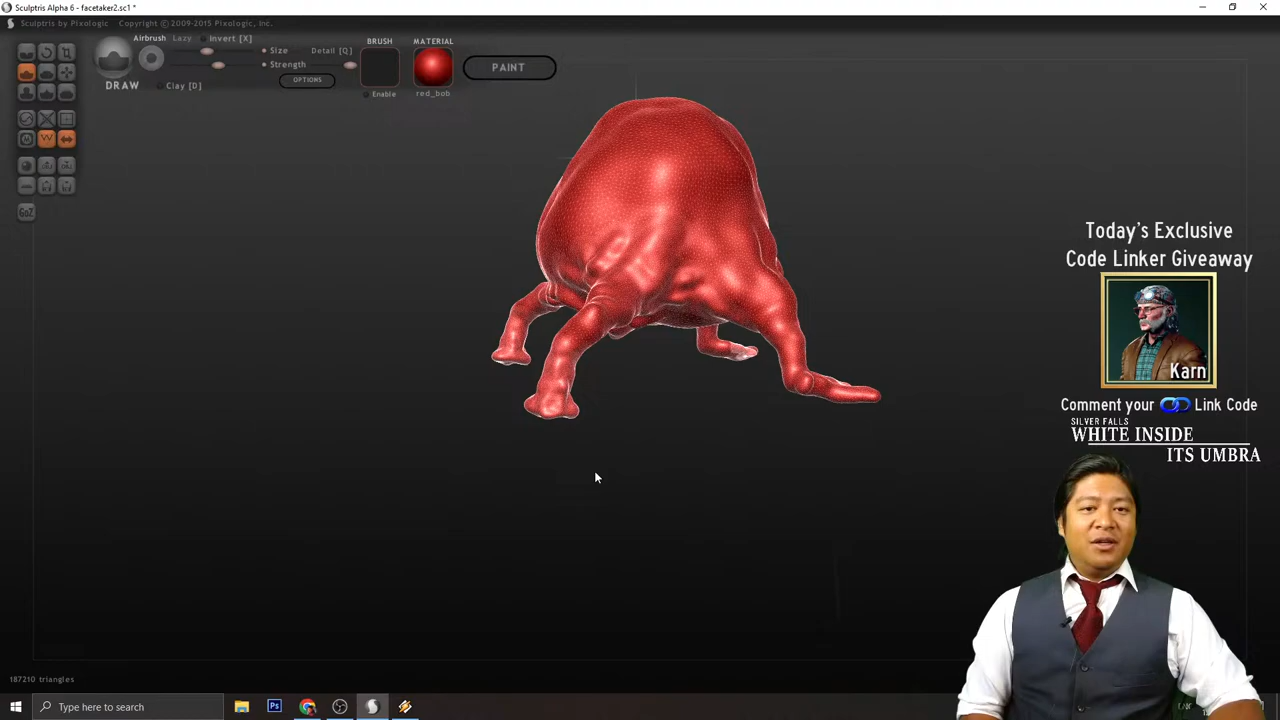 Sculptris Alpha 6 - facetaker2.sc1 *
Sculptris by Pixologic Copyright © 2009-2015 Pixologic, Inc.
Airbrush Lazy Invert [X]
Size Detail [Q]
Strength
OPTIONS
DRAW Clay [D]
BRUSH
Enable
MATERIAL
red_bob
PAINT
GoZ
Today's Exclusive
Code Linker Giveaway
Karn
Comment your Link Code
SILVER FALLS
WHITE INSIDE
ITS UMBRA
187210 triangles
Type here to search
Ps